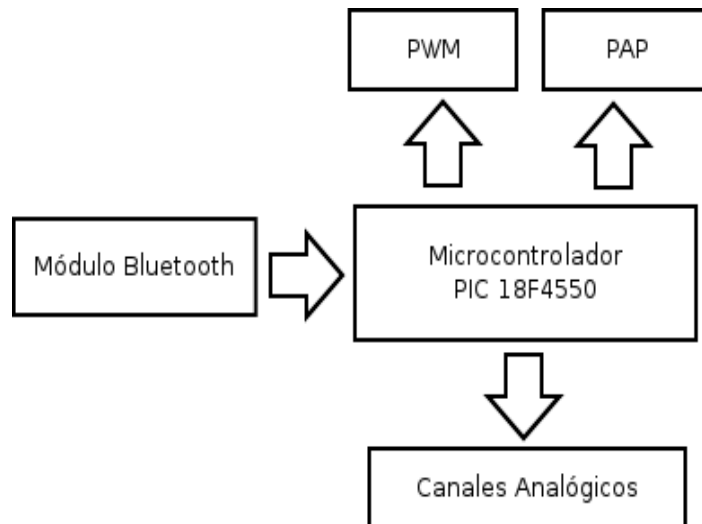 PWM
PAP
Módulo Bluetooth
Microcontrolador
PIC 18F4550
Canales Analógicos